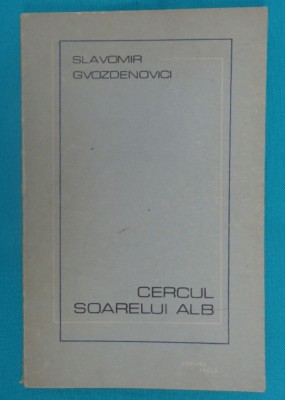 SLAVOMIR
GVOZDENOVICI
CERCUL
SOARELUI ALB